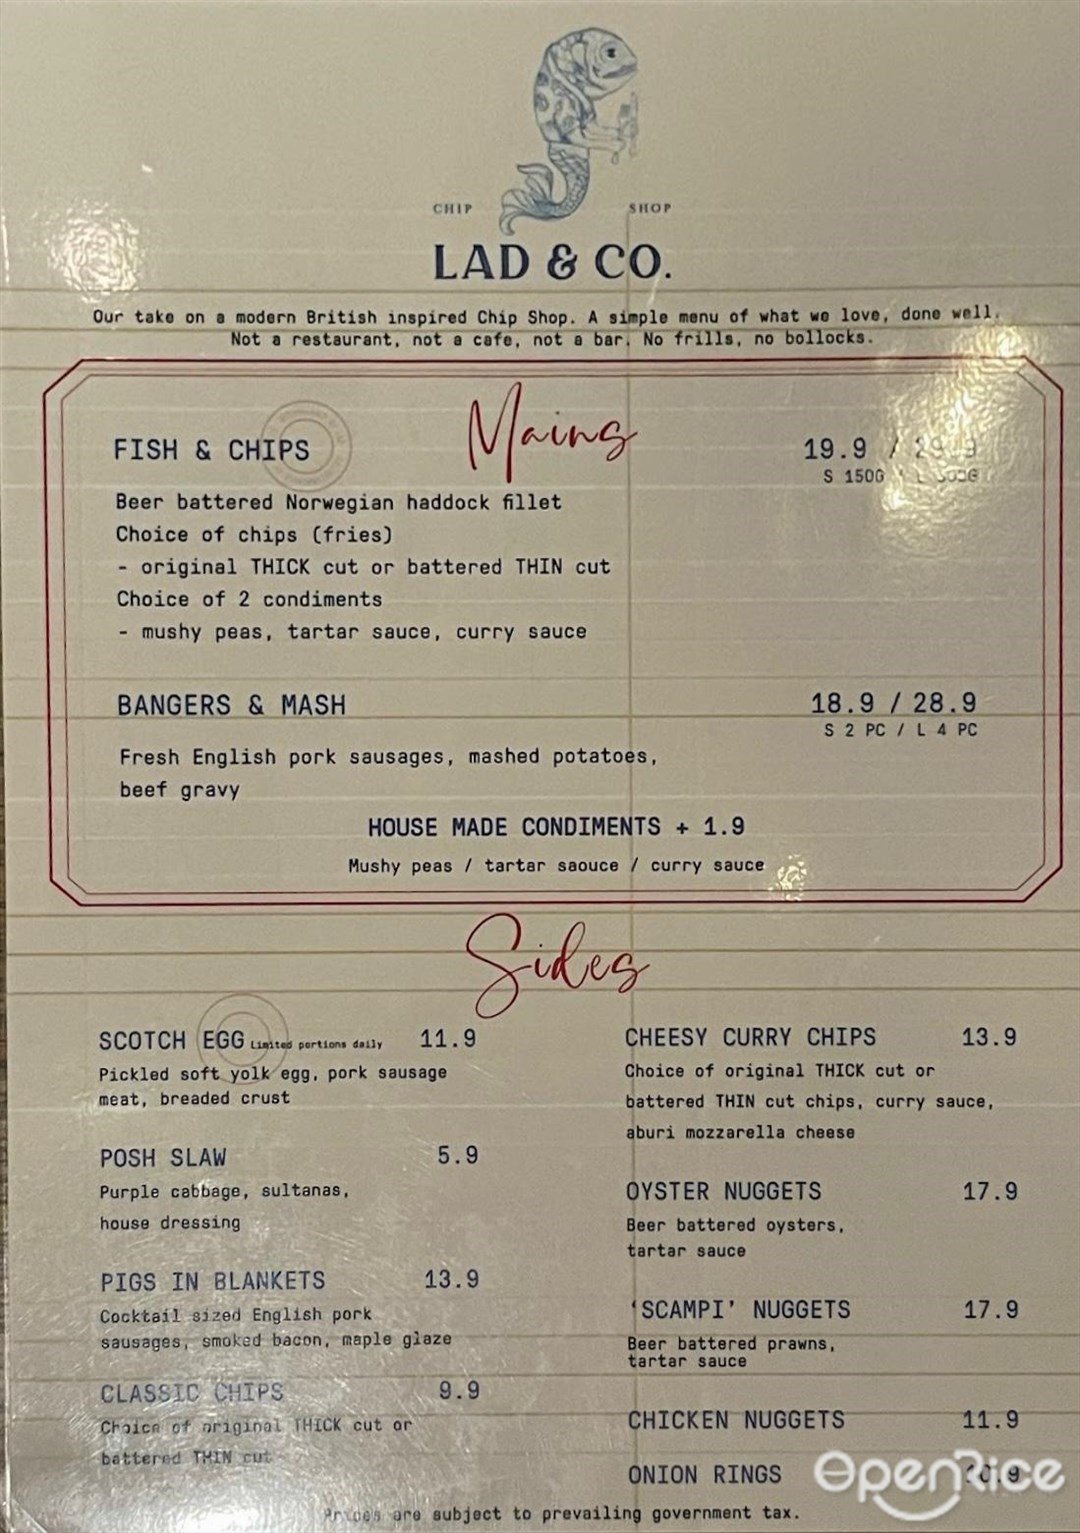 CHIP SHOP
LAD & CO.
Our take on a modern British inspired Chip Shop. A simple menu of what we love, done well.
Not a restaurant, not a cafe, not a bar. No frills, no bollocks.
Mains
FISH & CHIPS 19.9 / 29.9
S 150G / L 300G
Beer battered Norwegian haddock fillet
Choice of chips (fries)
- original THICK cut or battered THIN cut
Choice of 2 condiments
- mushy peas, tartar sauce, curry sauce
BANGERS & MASH 18.9 / 28.9
S 2 PC / L 4 PC
Fresh English pork sausages, mashed potatoes,
beef gravy
HOUSE MADE CONDIMENTS + 1.9
Mushy peas / tartar saouce / curry sauce
Sides
SCOTCH EGG Limited portions daily 11.9
Pickled soft yolk egg, pork sausage
meat, breaded crust
POSH SLAW 5.9
Purple cabbage, sultanas,
house dressing
PIGS IN BLANKETS 13.9
Cocktail sized English pork
sausages, smoked bacon, maple glaze
CLASSIC CHIPS 9.9
Choice of original THICK cut or
battered THIN cut
CHEESY CURRY CHIPS 13.9
Choice of original THICK cut or
battered THIN cut chips, curry sauce,
aburi mozzarella cheese
OYSTER NUGGETS 17.9
Beer battered oysters,
tartar sauce
'SCAMPI' NUGGETS 17.9
Beer battered prawns,
tartar sauce
CHICKEN NUGGETS 11.9
ONION RINGS
OpenRice
Prices are subject to prevailing government tax.